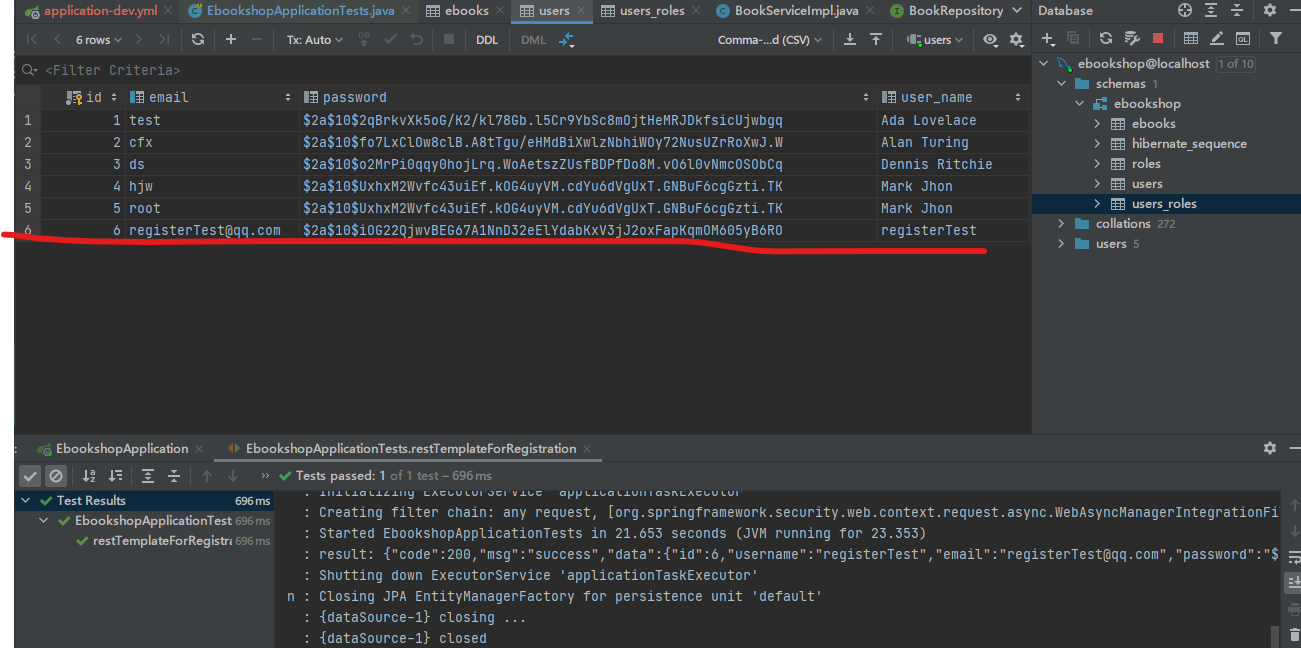 application-dev.yml EbookshopApplicationTests.java ebooks users users_roles BookServiceImpl.java BookRepository Database
6 rows Tx: Auto DDL DML Comma-...d (CSV) users
<Filter Criteria>
id email password user_name
1 1 test $2a$10$2qBrkvXk5oG/K2/kl78Gb.l5Cr9YbSc8mOjtHeMRJDkfsicUjwbgq Ada Lovelace
2 2 cfx $2a$10$fo7LxClOw8clB.A8tTgu/eHMdBiXwlzNbhiWOy72NusUZrRoXwJ.W Alan Turing
3 3 ds $2a$10$o2MrPi0qqy0hojLrq.WoAetszZUsfBDPfDo8M.vO6l0vNmcOSObCq Dennis Ritchie
4 4 hjw $2a$10$UxhxM2Wvfc43uiEf.kOG4uyVM.cdYu6dVgUxT.GNBuF6cgGzti.TK Mark Jhon
5 5 root $2a$10$UxhxM2Wvfc43uiEf.kOG4uyVM.cdYu6dVgUxT.GNBuF6cgGzti.TK Mark Jhon
6 6 registerTest@qq.com $2a$10$iOG22QjwvBEG67A1NnD32eElYdabKxV3jJ2oxFapKqmOM605yB6RO registerTest
ebookshop@localhost 1 of 10
schemas 1
ebookshop
ebooks
hibernate_sequence
roles
users
users_roles
collations 272
users 5
: EbookshopApplication EbookshopApplicationTests.restTemplateForRegistration
Tests passed: 1 of 1 test – 696 ms
Test Results 696 ms
EbookshopApplicationTest 696 ms
restTemplateForRegistra 696 ms
: Initializing ExecutorService 'applicationTaskExecutor'
: Creating filter chain: any request, [org.springframework.security.web.context.request.async.WebAsyncManagerIntegrationFi
: Started EbookshopApplicationTests in 21.653 seconds (JVM running for 23.353)
: result: {"code":200,"msg":"success","data":{"id":6,"username":"registerTest","email":"registerTest@qq.com","password":"$
: Shutting down ExecutorService 'applicationTaskExecutor'
n : Closing JPA EntityManagerFactory for persistence unit 'default'
: {dataSource-1} closing ...
: {dataSource-1} closed